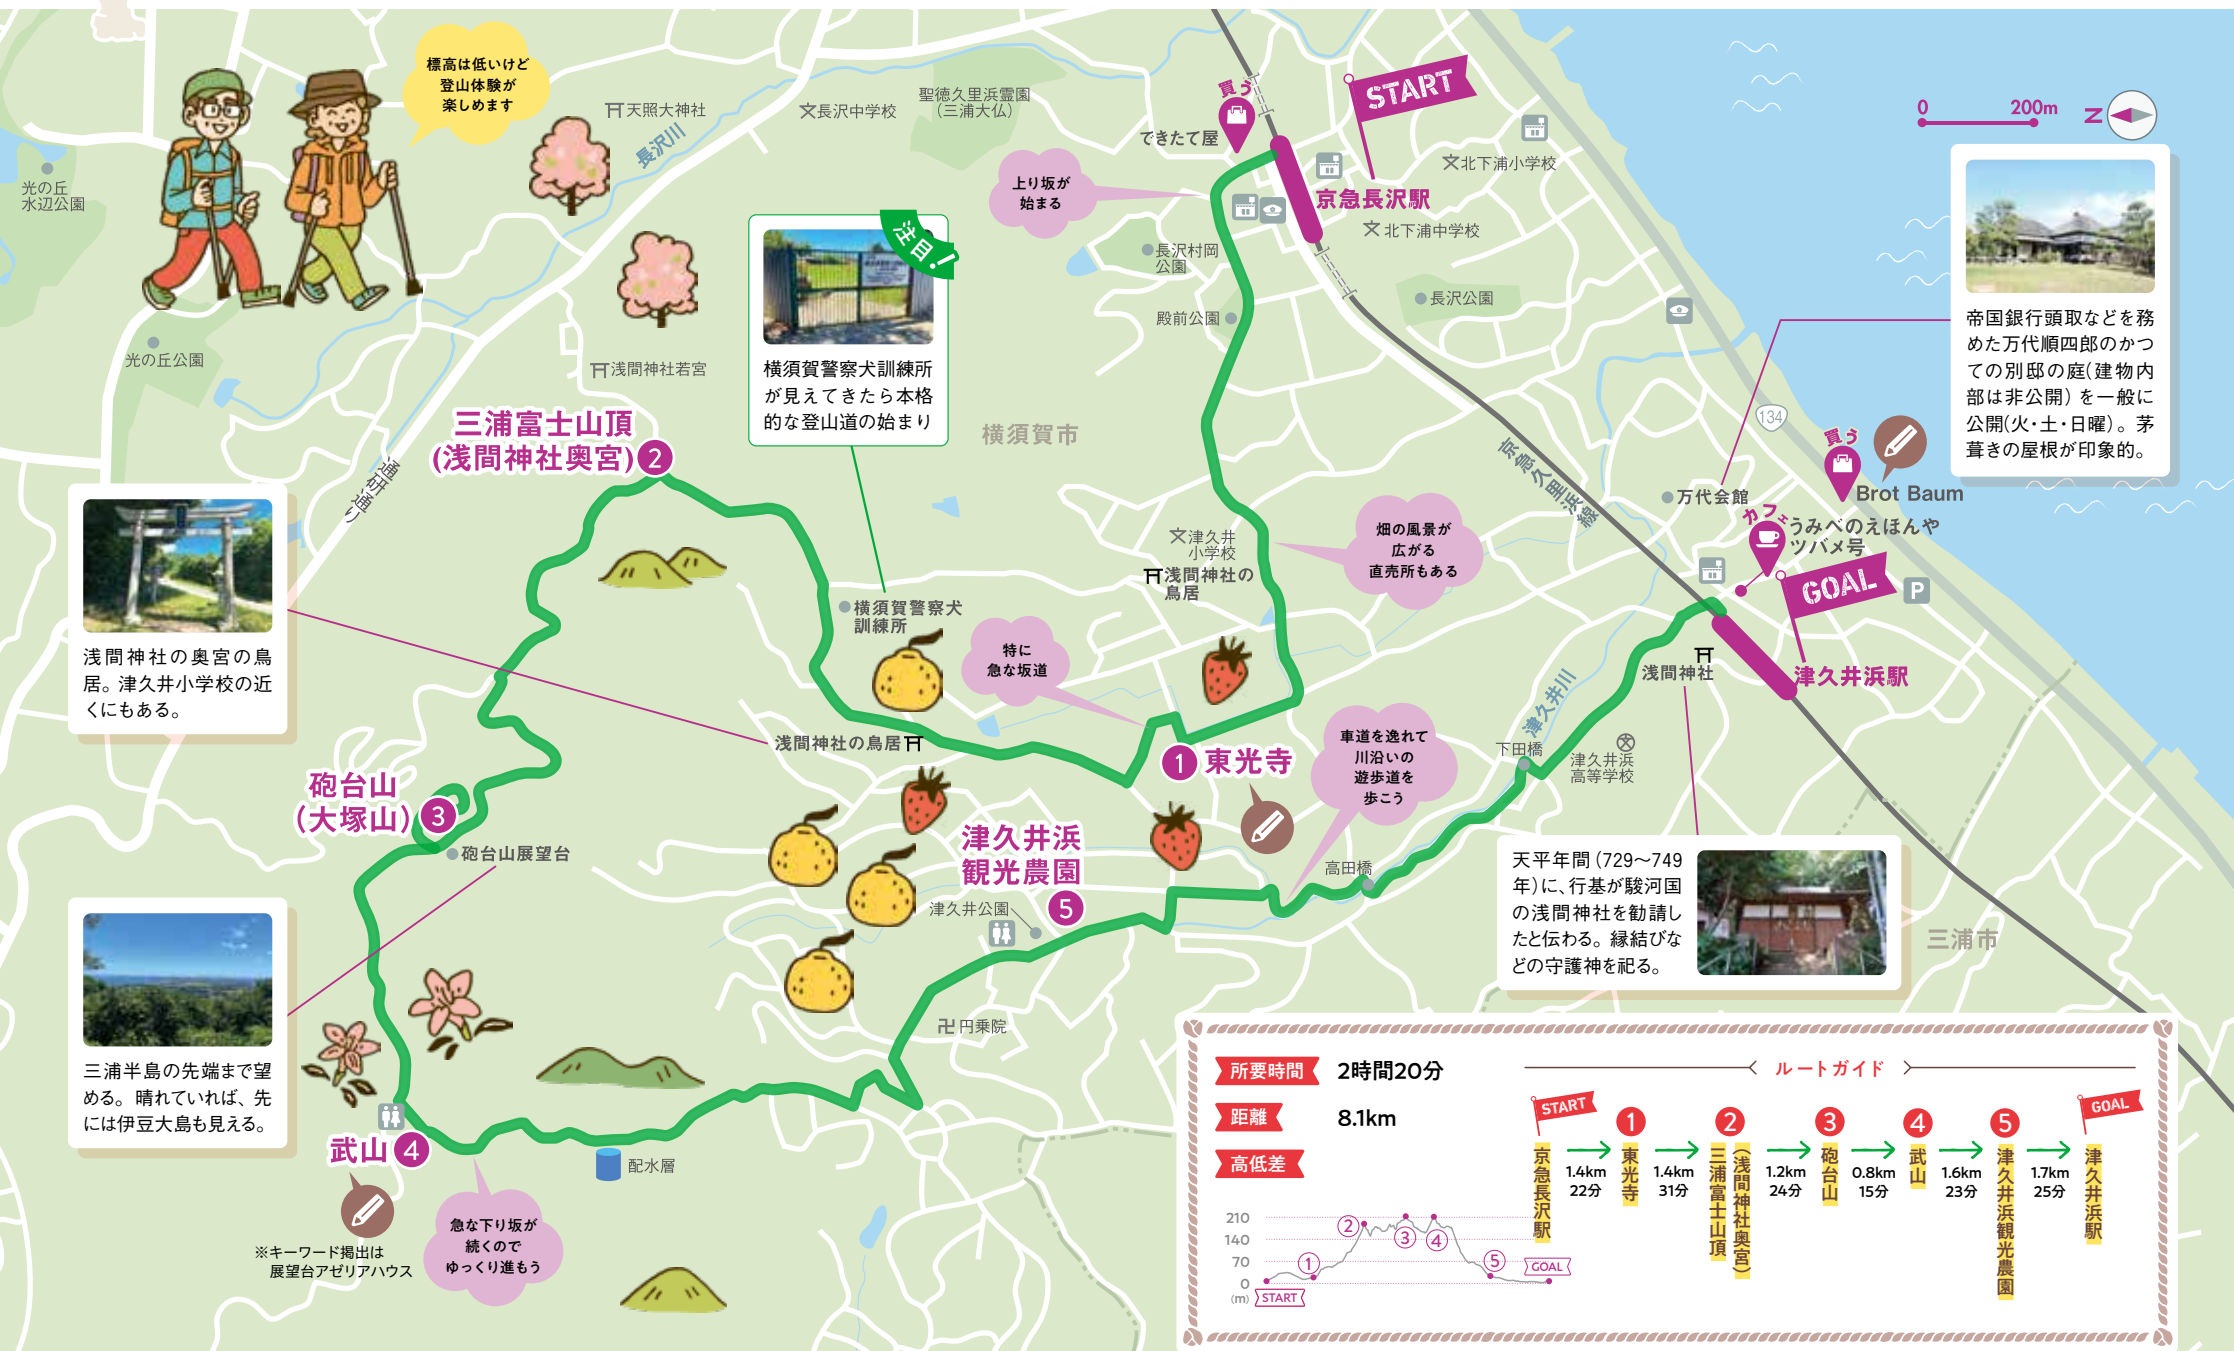 標高は低いけど
登山体験が
楽しめます
天照大神社
長沢川
長沢中学校
聖徳久里浜霊園
（三浦大仏）
買う
できたて屋
START
京急長沢駅
北下浦小学校
北下浦中学校
0 200m
N
光の丘
水辺公園
光の丘公園
上り坂が
始まる
長沢村岡
公園
殿前公園
長沢公園
注目!
横須賀警察犬訓練所
が見えてきたら本格
的な登山道の始まり
浅間神社若宮
三浦富士山頂
(浅間神社奥宮)
2
横須賀市
通研通り
帝国銀行頭取などを務
めた万代順四郎のかつ
ての別邸の庭(建物内
部は非公開)を一般に
公開(火・土・日曜)。茅
葺きの屋根が印象的。
134
買う
Brot Baum
京急久里浜線
万代会館
カフェ
うみべのえほんや
ツバメ号
GOAL
津久井浜駅
P
浅間神社の奥宮の鳥
居。津久井小学校の近
くにもある。
津久井
小学校
浅間神社の
鳥居
畑の風景が
広がる
直売所もある
横須賀警察犬
訓練所
特に
急な坂道
浅間神社の鳥居
1 東光寺
浅間神社
津久井川
下田橋
津久井浜
高等学校
車道を逸れて
川沿いの
遊歩道を
歩こう
高田橋
砲台山
(大塚山)
3
砲台山展望台
津久井浜
観光農園
5
津久井公園
円乗院
天平年間(729〜749
年)に、行基が駿河国
の浅間神社を勧請し
たと伝わる。縁結びな
どの守護神を祀る。
三浦市
三浦半島の先端まで望
める。晴れていれば、先
には伊豆大島も見える。
武山 4
※キーワード掲出は
展望台アゼリアハウス
急な下り坂が
続くので
ゆっくり進もう
配水層
所要時間 2時間20分
距離 8.1km
高低差
210
140
70
0
(m)
START
1
2
3
4
5
GOAL
ルートガイド
START
京急長沢駅
1.4km
22分
1
東光寺
1.4km
31分
2
三浦富士山頂
(浅間神社奥宮)
1.2km
24分
3
砲台山
0.8km
15分
4
武山
1.6km
23分
5
津久井浜観光農園
1.7km
25分
GOAL
津久井浜駅